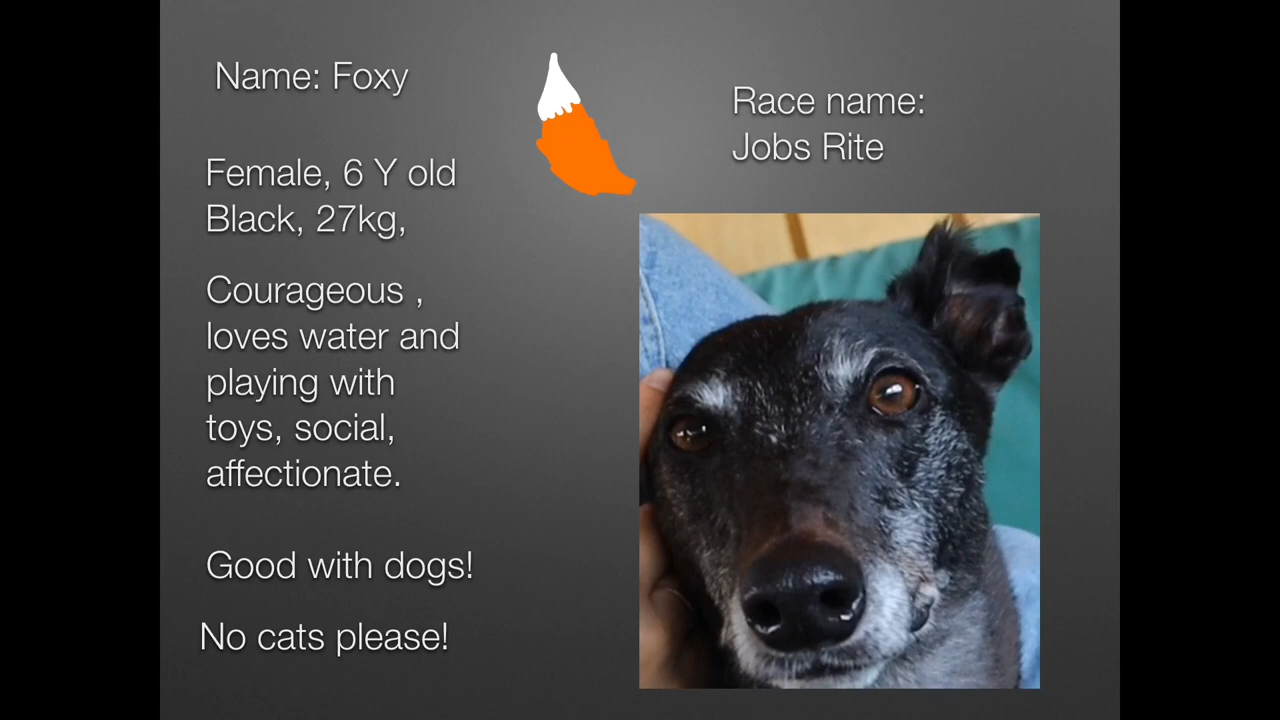 Name: Foxy
Race name:
Jobs Rite
Female, 6 Y old
Black, 27kg,
Courageous ,
loves water and
playing with
toys, social,
affectionate.
Good with dogs!
No cats please!